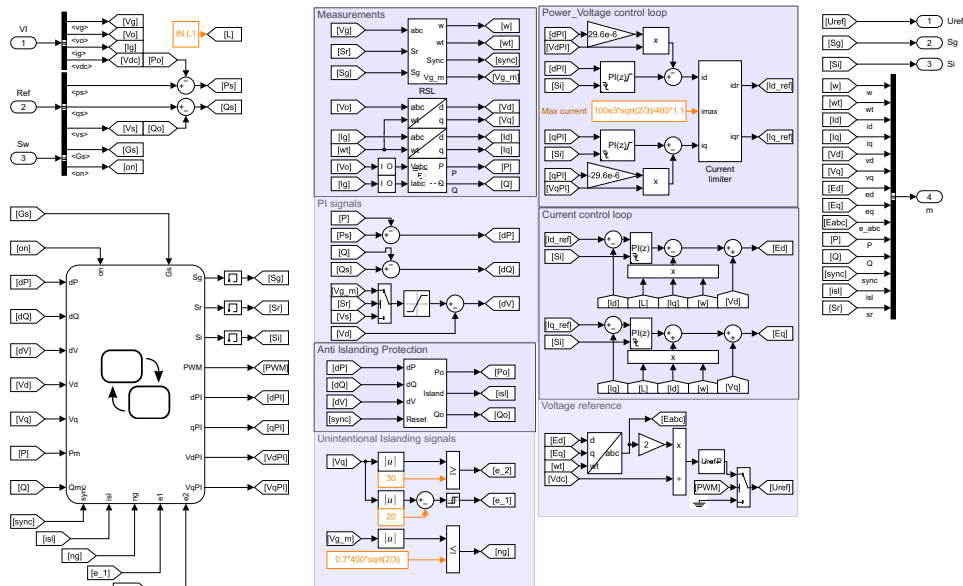 VI
1
<vg>
<vo>
<ig>
<vdc>
[Vg]
[Vo]
[Ig]
[Vdc]
[Po]
IN.L1
[L]
Ref
2
<ps>
<qs>
<vs>
[Ps]
[Qs]
[Vs]
[Qo]
Sw
3
<Gs>
<on>
[Gs]
[on]
[Gs]
[on]
[dP]
[dQ]
[dV]
[Vd]
[Vq]
[P]
[Q]
[sync]
[isl]
[ng]
[e_1]
on
Gs
dP
dQ
dV
Vd
Vq
Pm
Qm
sync
isl
ng
e1
e2
Sg
Sr
Si
PWM
dPI
qPI
VdPI
VqPI
[Sg]
[Sr]
[Si]
[PWM]
[dPI]
[qPI]
[VdPI]
[VqPI]
Measurements
[Vg]
[Sr]
[Sg]
abc
Sr
Sg
w
wt
Sync
Vg_m
[w]
[wt]
[sync]
[Vg_m]
RSL
[Vo]
[Ig]
[wt]
abc
wt
d
q
abc
wt
d
q
[Vd]
[Vq]
[Id]
[Iq]
[Vo]
[Ig]
I O
I O
Vabc
Iabc
P
Q
P
Q
[P]
[Q]
PI signals
[P]
[Ps]
[dP]
[Q]
[Qs]
[dQ]
[Vg_m]
[Sr]
[Vs]
[Vd]
[dV]
Anti Islanding Protection
[dP]
[dQ]
[dV]
[sync]
dP
dQ
dV
Reset
Po
Island
Qo
[Po]
[isl]
[Qo]
Unintentional Islanding signals
[Vq]
|u|
30
≥
[e_2]
|u|
20
[e_1]
[Vg_m]
|u|
0.7*400*sqrt(2/3)
≤
[ng]
Power_Voltage control loop
[dPI]
[VdPI]
-29.6e-6
x
[dPI]
[Si]
PI(z)
Max current
100e3*sqrt(2/3)/400*1.1
[qPI]
[Si]
PI(z)
[qPI]
[VqPI]
-29.6e-6
x
id
imax
iq
idr
iqr
Current
limiter
[Id_ref]
[Iq_ref]
Current control loop
[Id_ref]
[Si]
PI(z)
x
[Id]
[L]
[Iq]
[w]
[Vd]
[Ed]
[Iq_ref]
[Si]
PI(z)
x
[Iq]
[L]
[Id]
[w]
[Vq]
[Eq]
Voltage reference
[Ed]
[Eq]
[wt]
[Vdc]
d
q
wt
abc
[Eabc]
2
x
÷
UrefP
[PWM]
[Uref]
[Uref]
1
Uref
[Sg]
2
Sg
[Si]
3
Si
[w]
w
[wt]
wt
[Id]
id
[Iq]
iq
[Vd]
vd
[Vq]
vq
[Ed]
ed
[Eq]
eq
[Eabc]
e_abc
[P]
P
[Q]
Q
[sync]
sync
[isl]
isl
[Sr]
sr
4
m